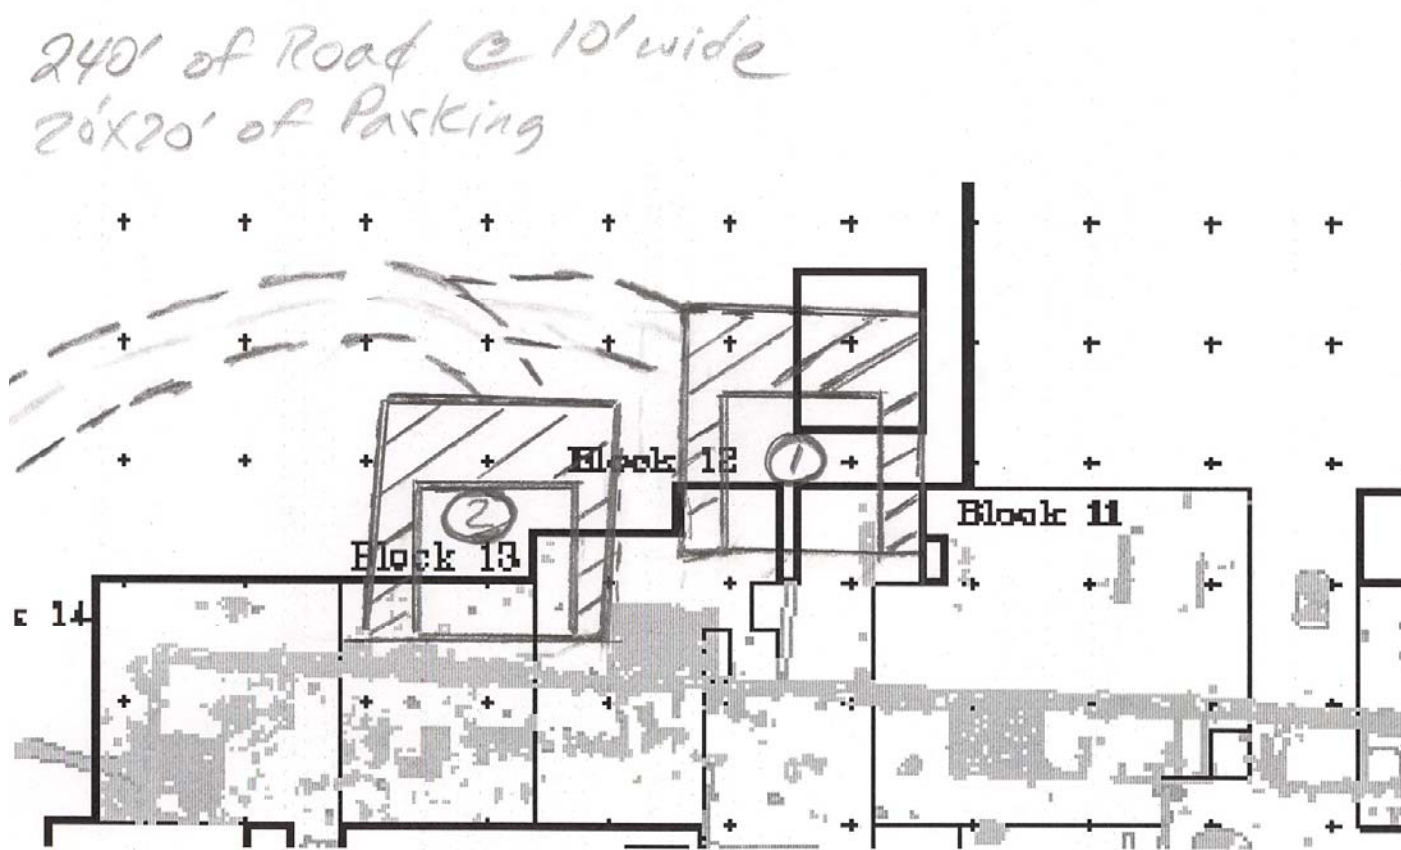 240' of Road @ 10' wide
20'X20' of Parking
Block 12
1
Block 11
2
Block 13
14